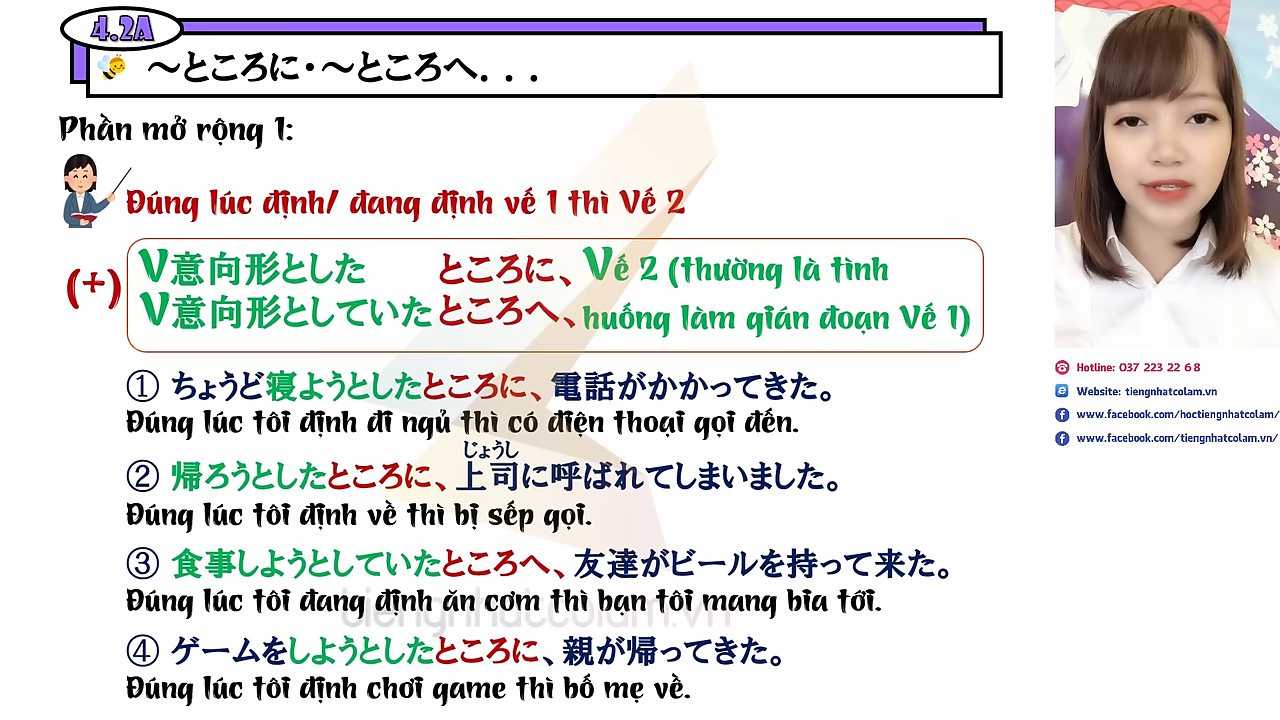 4.2A
～ところに・～ところへ...
Phần mở rộng 1:
Đúng lúc định/ đang định vế 1 thì Vế 2
(+)
V意向形とした ところに、Vế 2 (thường là tình
V意向形としていたところへ、huống làm gián đoạn Vế 1)
① ちょうど寝ようとしたところに、電話がかかってきた。
Đúng lúc tôi định đi ngủ thì có điện thoại gọi đến.
じょうし
② 帰ろうとしたところに、上司に呼ばれてしまいました。
Đúng lúc tôi định về thì bị sếp gọi.
③ 食事しようとしていたところへ、友達がビールを持って来た。
Đúng lúc tôi đang định ăn cơm thì bạn tôi mang bia tới.
④ ゲームをしようとしたところに、親が帰ってきた。
Đúng lúc tôi định chơi game thì bố mẹ về.
tiengnhatcolam.vn
Hotline: 037 223 22 68
Website: tiengnhatcolam.vn
www.facebook.com/hoctiengnhatcolam/
www.facebook.com/tiengnhatcolam.vn/